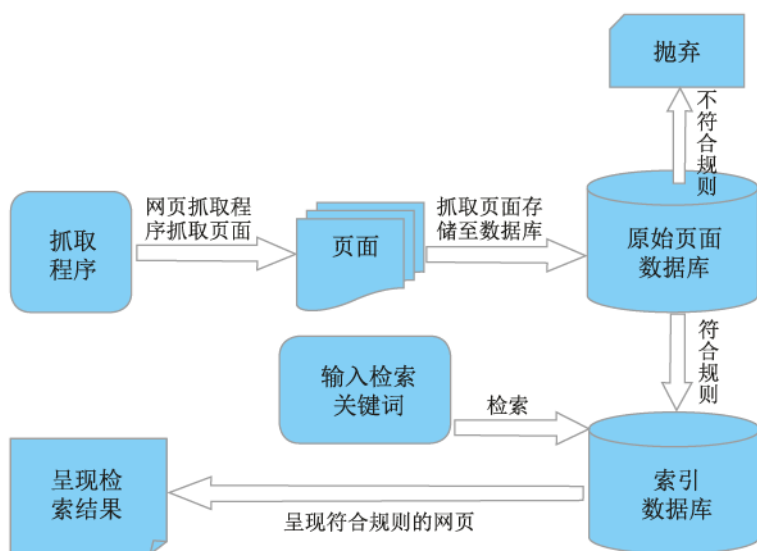 抛弃
不符合规则
网页抓取程
序抓取页面
抓取页面存
储至数据库
抓取
程序
页面
原始页面
数据库
符合规则
输入检索
关键词
检索
呈现检
索结果
索引
数据库
呈现符合规则的网页